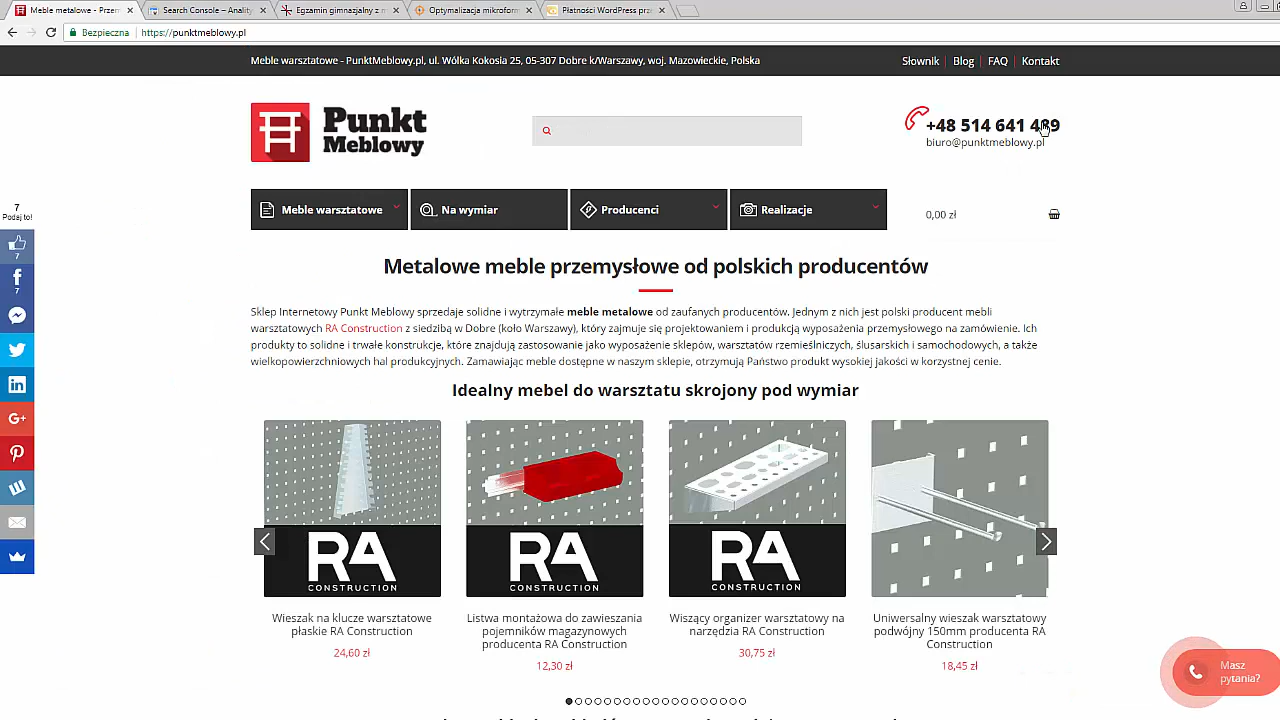 Meble metalowe - Przem
Search Console – Anality
Egzamin gimnazjalny z m
Optymalizacja mikroform
Płatności WordPress prze
Bezpieczna
https://punktmeblowy.pl
Meble warsztatowe - PunktMeblowy.pl, ul. Wólka Kokosia 25, 05-307 Dobre k/Warszawy, woj. Mazowieckie, Polska
Słownik Blog FAQ Kontakt
Punkt
Meblowy
+48 514 641 489
biuro@punktmeblowy.pl
Meble warsztatowe
Na wymiar
Producenci
Realizacje
0,00 zł
7
Podaj to!
7
7
Metalowe meble przemysłowe od polskich producentów
Sklep Internetowy Punkt Meblowy sprzedaje solidne i wytrzymałe meble metalowe od zaufanych producentów. Jednym z nich jest polski producent mebli
warsztatowych RA Construction z siedzibą w Dobre (koło Warszawy), który zajmuje się projektowaniem i produkcją wyposażenia przemysłowego na zamówienie. Ich
produkty to solidne i trwałe konstrukcje, które znajdują zastosowanie jako wyposażenie sklepów, warsztatów rzemieślniczych, ślusarskich i samochodowych, a także
wielkopowierzchniowych hal produkcyjnych. Zamawiając meble dostępne w naszym sklepie, otrzymują Państwo produkt wysokiej jakości w korzystnej cenie.
Idealny mebel do warsztatu skrojony pod wymiar
RA
CONSTRUCTION
RA
CONSTRUCTION
RA
CONSTRUCTION
Wieszak na klucze warsztatowe
płaskie RA Construction
24,60 zł
Listwa montażowa do zawieszania
pojemników magazynowych
producenta RA Construction
12,30 zł
Wiszący organizer warsztatowy na
narzędzia RA Construction
30,75 zł
Uniwersalny wieszak warsztatowy
podwójny 150mm producenta RA
Construction
18,45 zł
Masz
pytania?